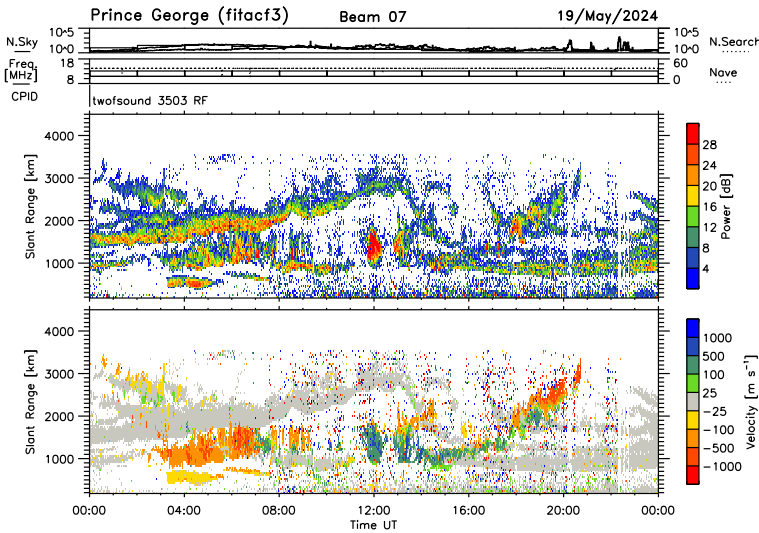 Prince George (fitacf3) Beam 07 19/May/2024
N.Sky 10^5 10^0 10^5 10^0 N.Search
Freq. [MHz] 18 8 60 0 Nave
CPID twofsound 3503 RF
Slant Range [km]
4000
3000
2000
1000
Power [dB]
28
24
20
16
12
8
4
Slant Range [km]
4000
3000
2000
1000
Velocity [m s⁻¹]
1000
500
100
25
−25
−100
−500
−1000
00:00 04:00 08:00 12:00 16:00 20:00 00:00
Time UT